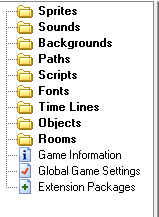 Sprites
Sounds
Backgrounds
Paths
Scripts
Fonts
Time Lines
Objects
Rooms
Game Information
Global Game Settings
Extension Packages